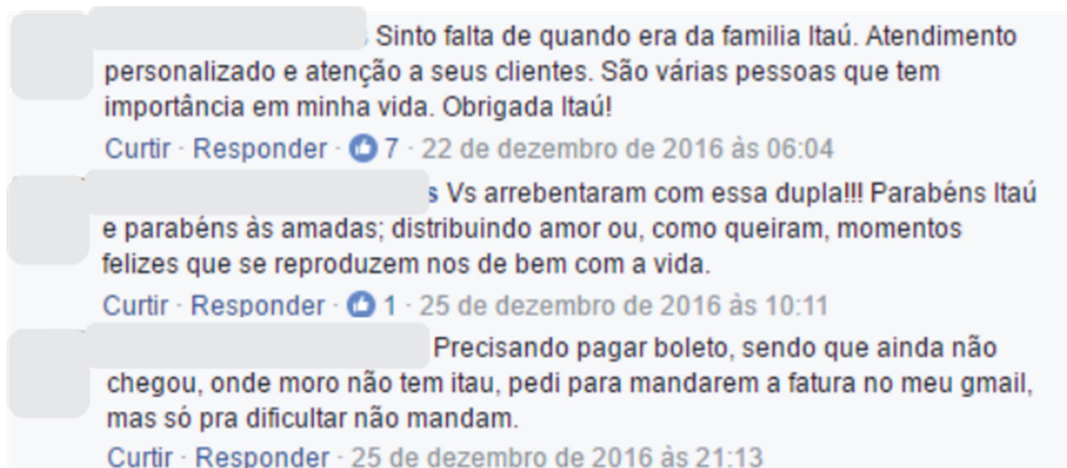 Sinto falta de quando era da familia Itaú. Atendimento
personalizado e atenção a seus clientes. São várias pessoas que tem
importância em minha vida. Obrigada Itaú!
Curtir · Responder · 7 · 22 de dezembro de 2016 às 06:04
s Vs arrebentaram com essa dupla!!! Parabéns Itaú
e parabéns às amadas; distribuindo amor ou, como queiram, momentos
felizes que se reproduzem nos de bem com a vida.
Curtir · Responder · 1 · 25 de dezembro de 2016 às 10:11
Precisando pagar boleto, sendo que ainda não
chegou, onde moro não tem itau, pedi para mandarem a fatura no meu gmail,
mas só pra dificultar não mandam.
Curtir · Responder · 25 de dezembro de 2016 às 21:13